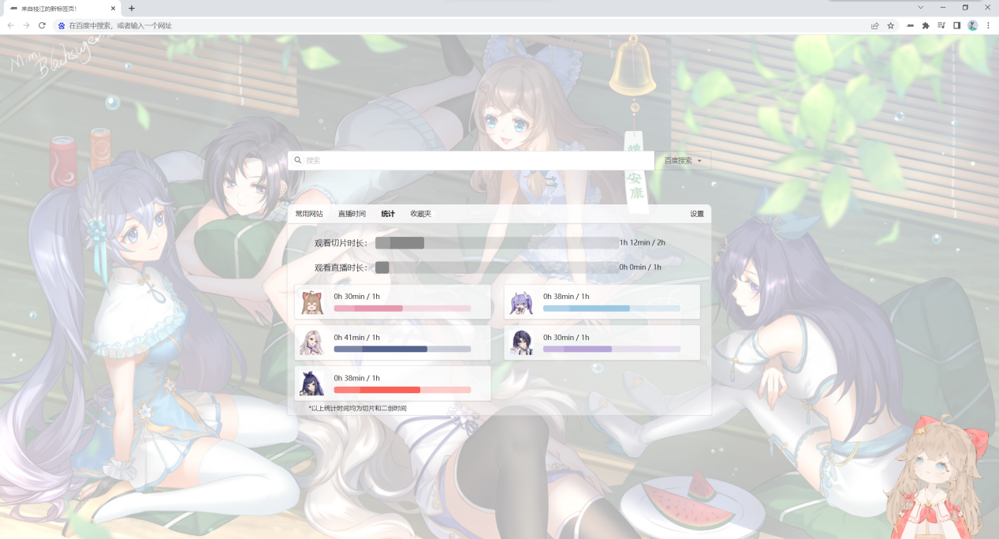 来自枝江的新标签页！
在百度中搜索，或者输入一个网址
M.m. Blacksuger.
端
安
康
搜索
百度搜索
常用网站 直播时间 统计 收藏夹 设置
观看切片时长： 1h 12min / 2h
观看直播时长： 0h 0min / 1h
0h 30min / 1h
0h 38min / 1h
0h 41min / 1h
0h 30min / 1h
0h 38min / 1h
*以上统计时间均为切片和二创时间